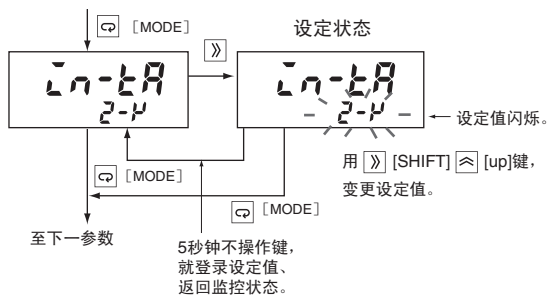 [MODE]
设定状态
in-tA
2-y
in-tA
2-y
设定值闪烁。
用 [SHIFT] [up]键,
变更设定值。
[MODE]
[MODE]
至下一参数
5秒钟不操作键,
就登录设定值、
返回监控状态。